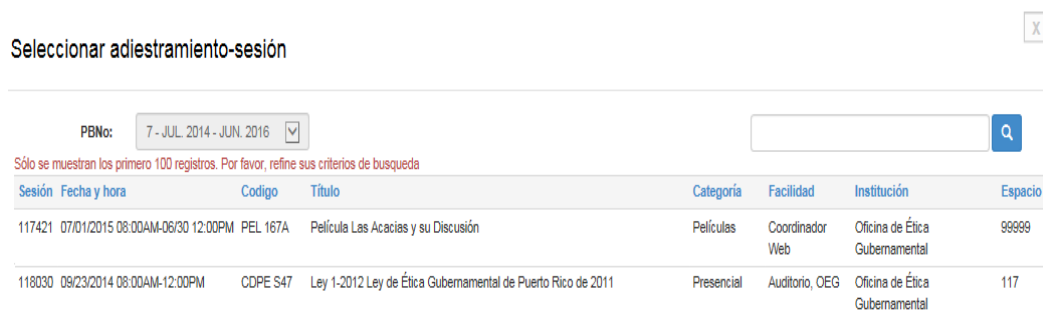 X
Seleccionar adiestramiento-sesión
PBNo: 7 - JUL. 2014 - JUN. 2016
Sólo se muestran los primero 100 registros. Por favor, refine sus criterios de busqueda
Sesión Fecha y hora Codigo Título Categoría Facilidad Institución Espacio
117421 07/01/2015 08:00AM-06/30 12:00PM PEL 167A Película Las Acacias y su Discusión Películas Coordinador Oficina de Ética 99999
Web Gubernamental
118030 09/23/2014 08:00AM-12:00PM CDPE S47 Ley 1-2012 Ley de Ética Gubernamental de Puerto Rico de 2011 Presencial Auditorio, OEG Oficina de Ética 117
Gubernamental